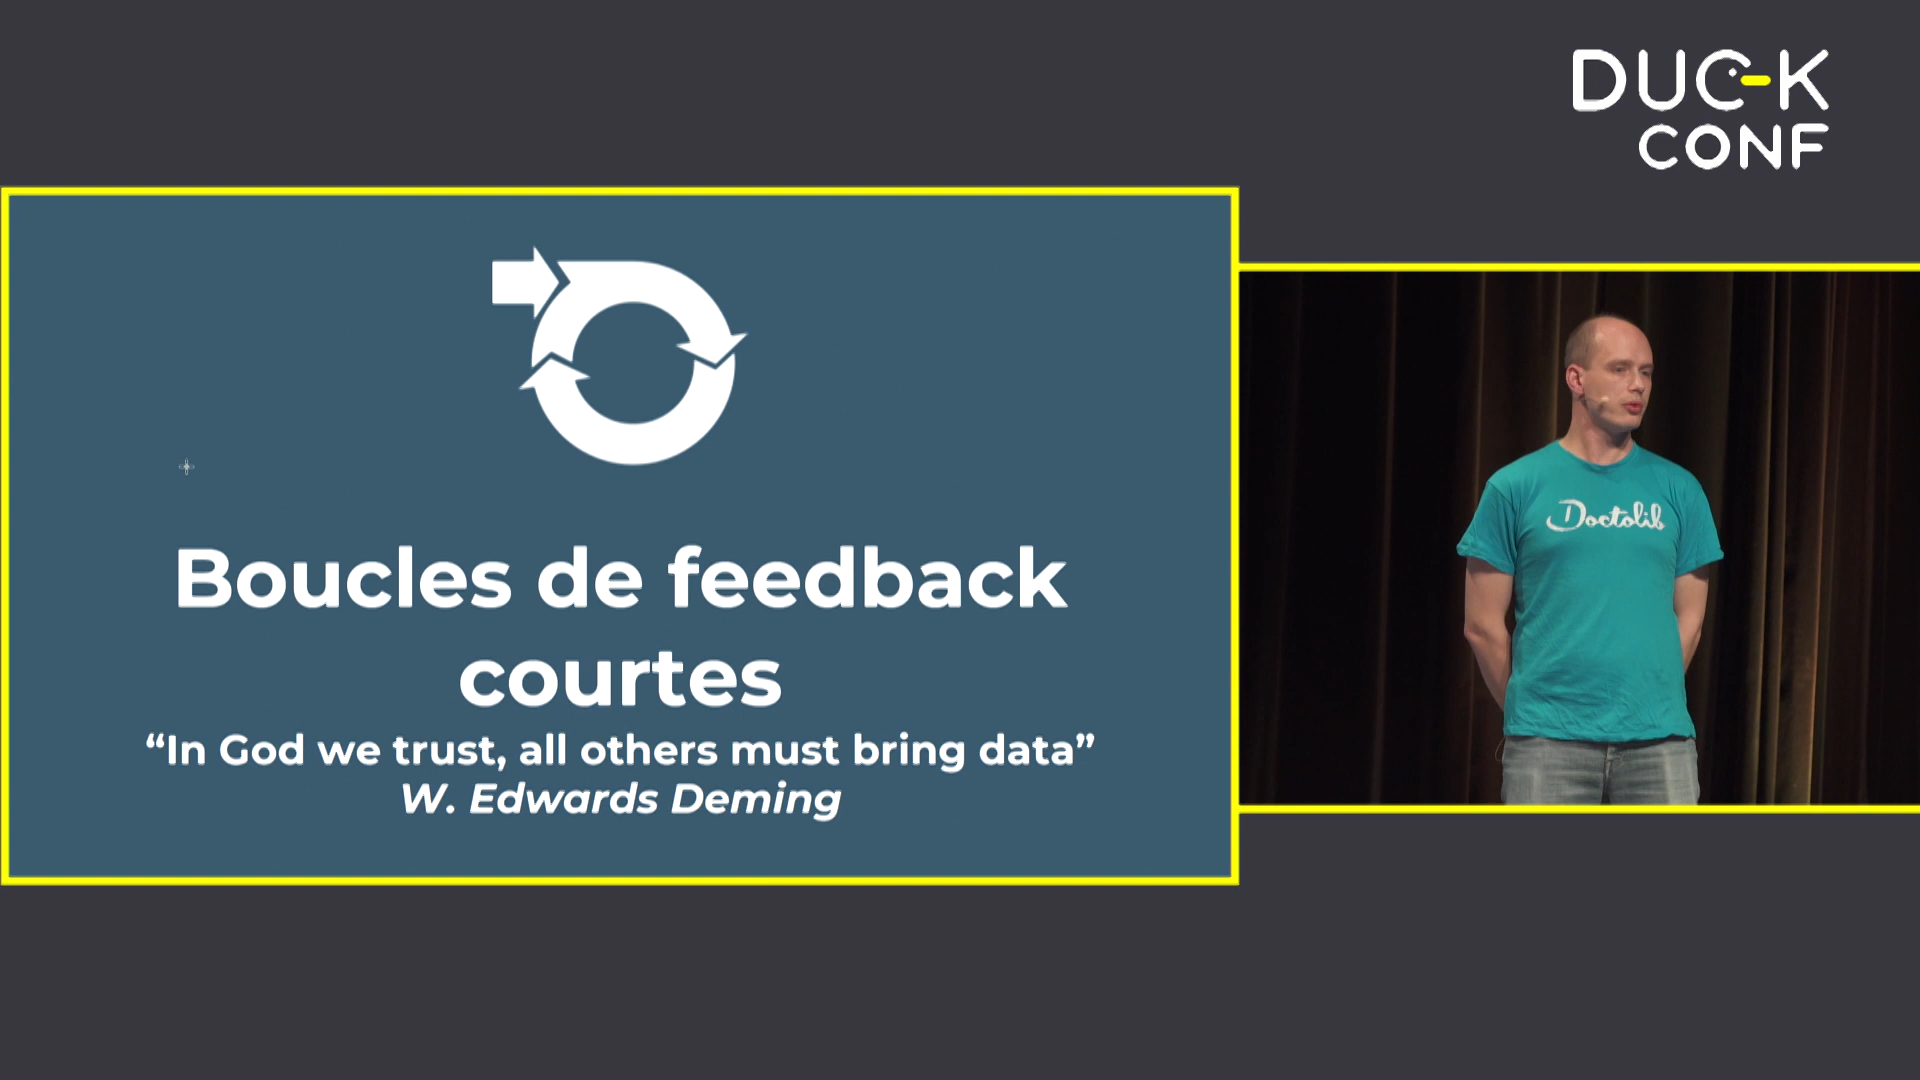 DUCK
CONF
Boucles de feedback
courtes
“In God we trust, all others must bring data”
W. Edwards Deming
Doctolib